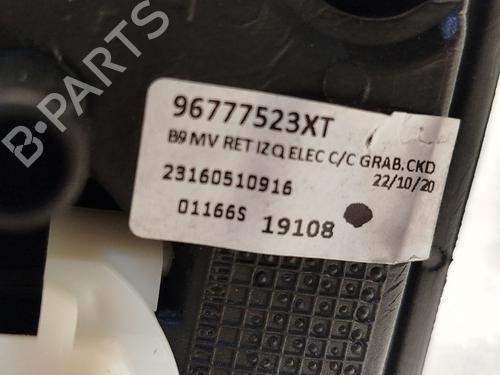 96777523XT
B9 MV RET IZQ ELEC C/C GRAB.CKD
23160510916
22/10/20
01166S 19108
B-PARTS